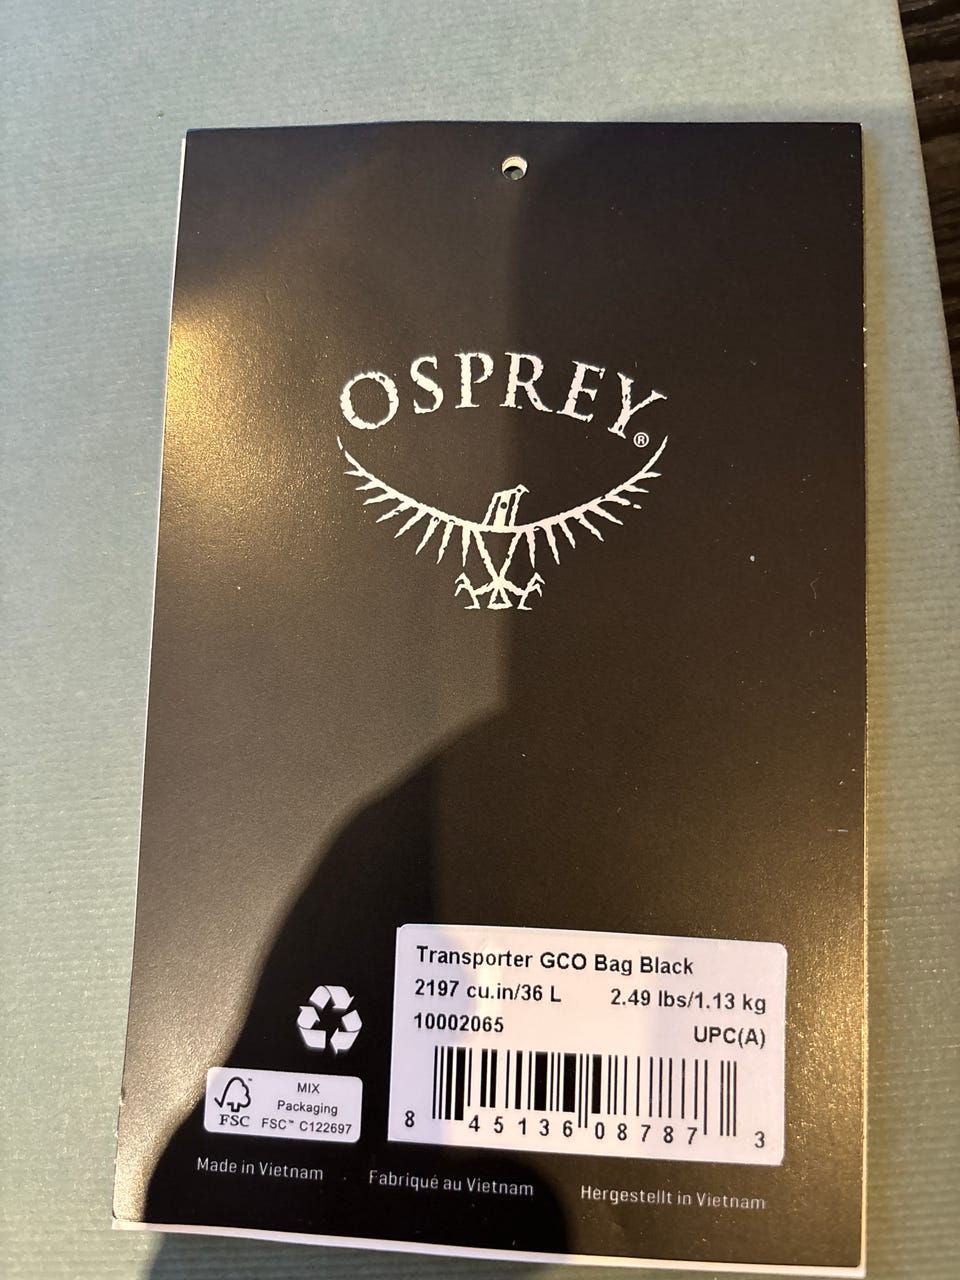 OSPREY®
Transporter GCO Bag Black
2197 cu.in/36 L 2.49 lbs/1.13 kg
10002065 UPC(A)
8 45136 08787 3
FSC™
MIX
Packaging
FSC™ C122697
Made in Vietnam · Fabriqué au Vietnam · Hergestellt in Vietnam